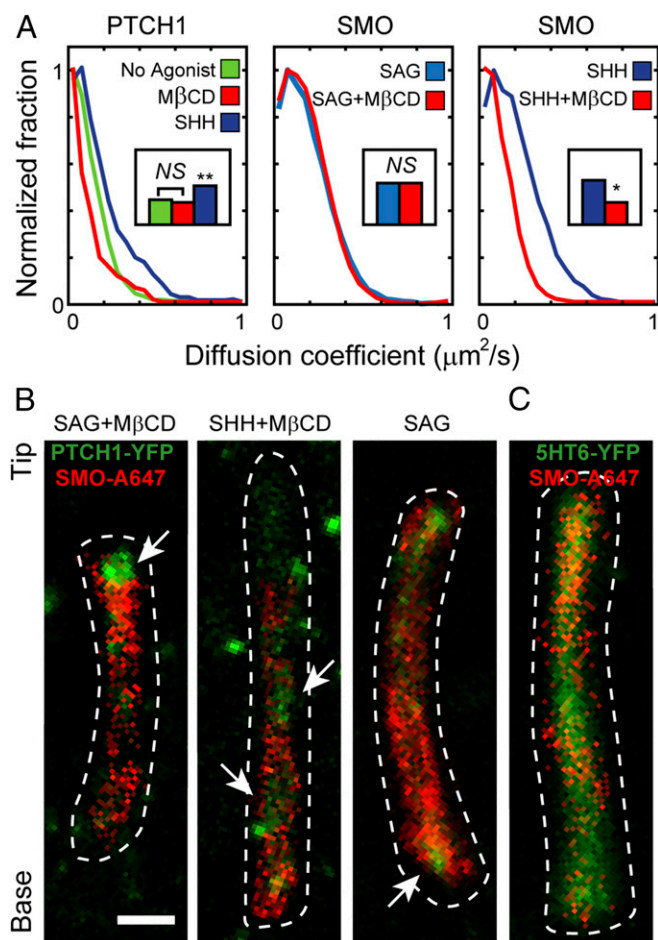 A
PTCH1
SMO
SMO
Normalized fraction
1
0
No Agonist
MβCD
SHH
NS
**
SAG
SAG+MβCD
NS
SHH
SHH+MβCD
*
0
1
0
1
0
1
Diffusion coefficient (μm²/s)
B
C
SAG+MβCD
SHH+MβCD
SAG
Tip
PTCH1-YFP
SMO-A647
5HT6-YFP
SMO-A647
Base